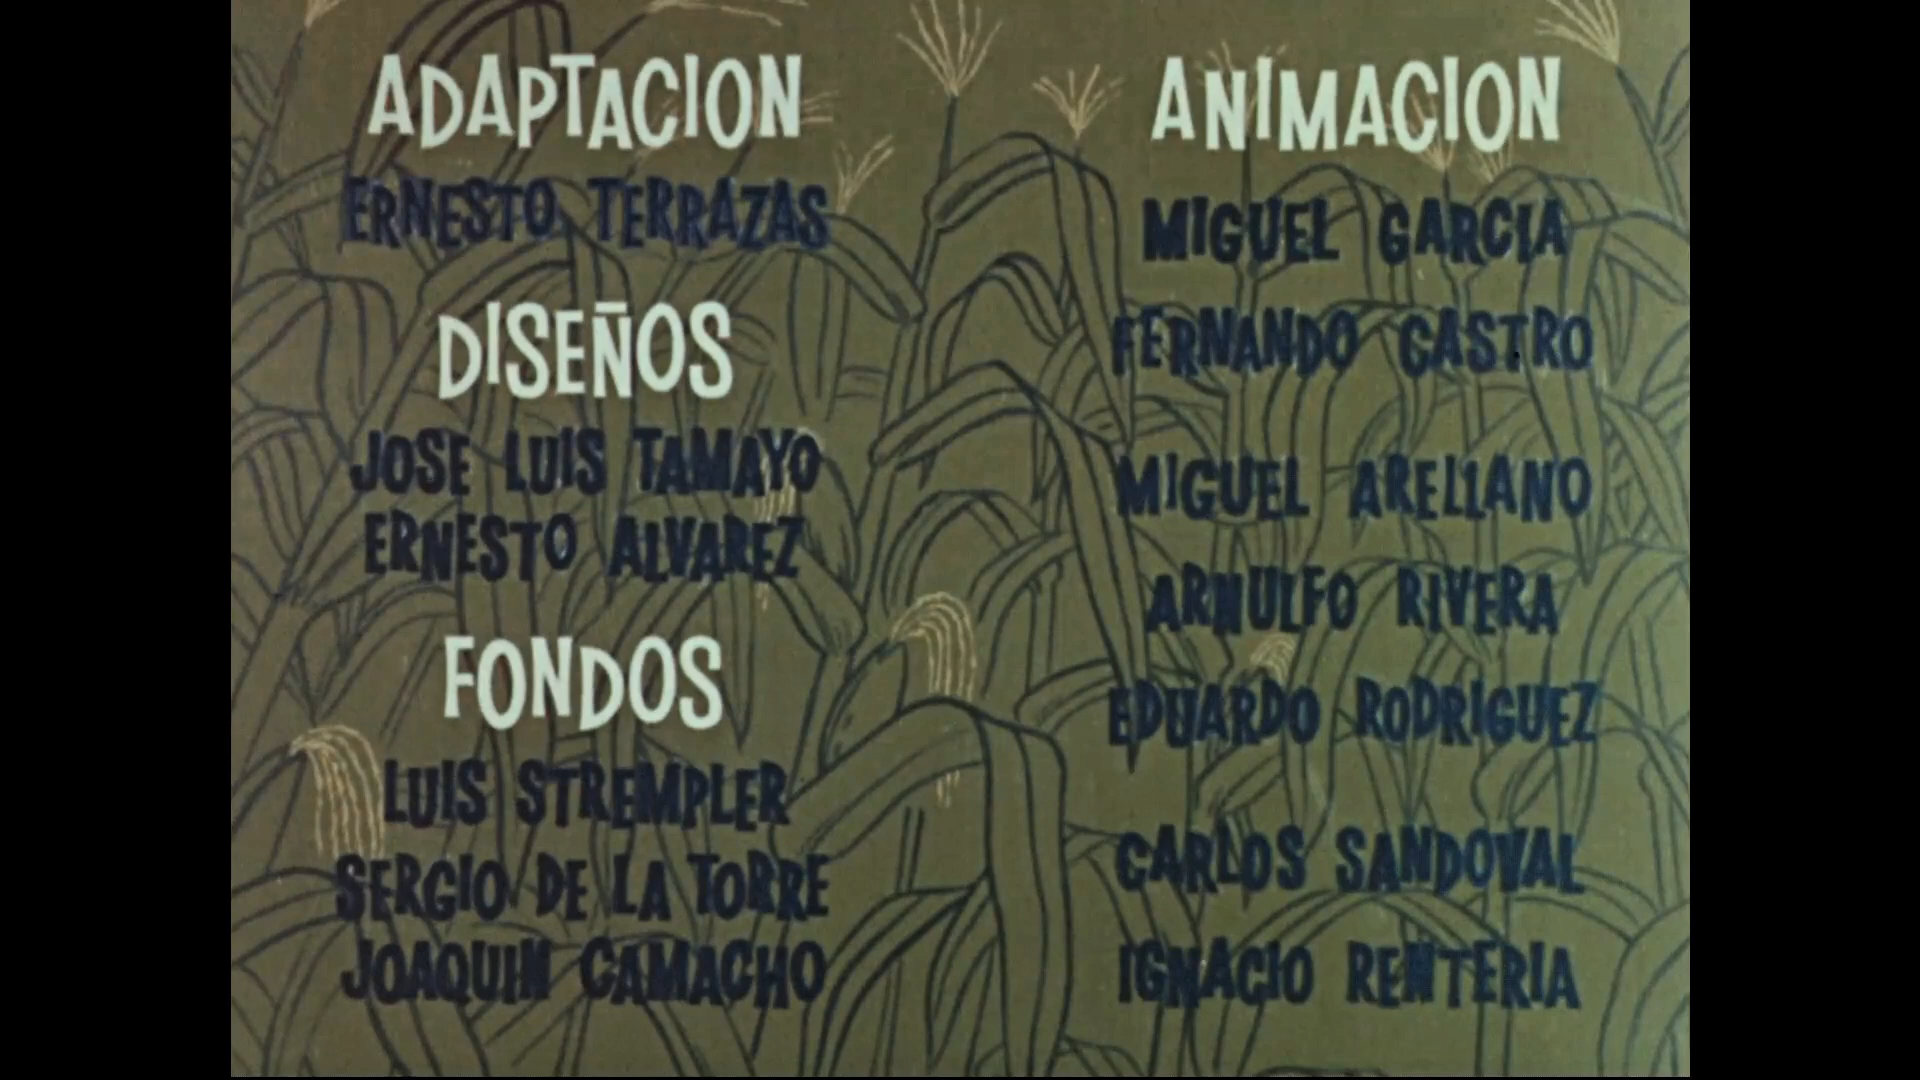 ADAPTACION
ERNESTO TERRAZAS
DISEÑOS
JOSE LUIS TAMAYO
ERNESTO ALVAREZ
FONDOS
LUIS STREMPLER
SERGIO DE LA TORRE
JOAQUIN CAMACHO
ANIMACION
MIGUEL GARCIA
FERNANDO CASTRO
MIGUEL ARELLANO
ARNULFO RIVERA
EDUARDO RODRIGUEZ
CARLOS SANDOVAL
IGNACIO RENTERIA